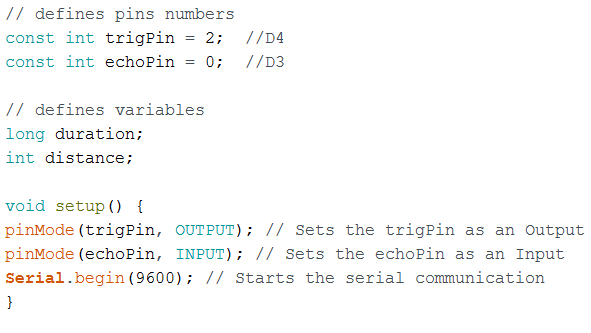 // defines pins numbers
const int trigPin = 2;  //D4
const int echoPin = 0;  //D3

// defines variables
long duration;
int distance;

void setup() {
pinMode(trigPin, OUTPUT); // Sets the trigPin as an Output
pinMode(echoPin, INPUT); // Sets the echoPin as an Input
Serial.begin(9600); // Starts the serial communication
}